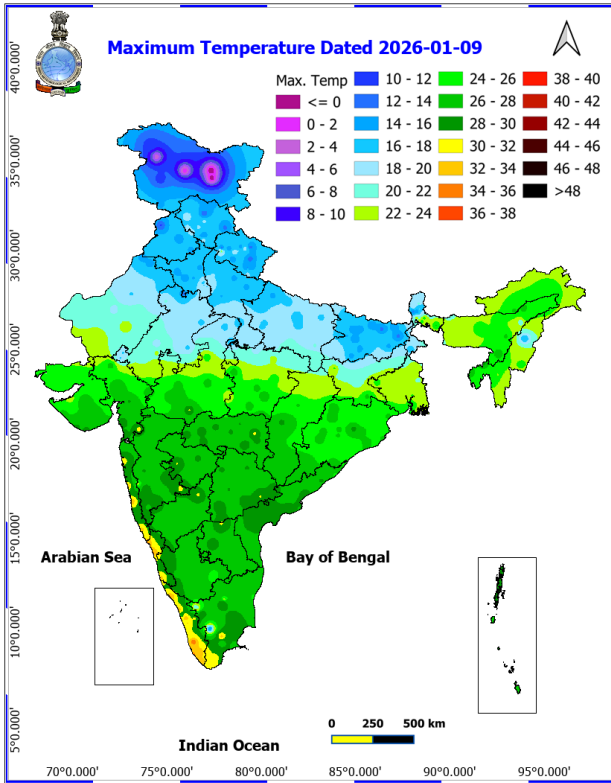 Maximum Temperature Dated 2026-01-09
Max. Temp
<= 0
0 - 2
2 - 4
4 - 6
6 - 8
8 - 10
10 - 12
12 - 14
14 - 16
16 - 18
18 - 20
20 - 22
22 - 24
24 - 26
26 - 28
28 - 30
30 - 32
32 - 34
34 - 36
36 - 38
38 - 40
40 - 42
42 - 44
44 - 46
46 - 48
>48
40°0.000'
35°0.000'
30°0.000'
25°0.000'
20°0.000'
15°0.000'
10°0.000'
5°0.000'
Arabian Sea
Bay of Bengal
0 250 500 km
Indian Ocean
70°0.000' 75°0.000' 80°0.000' 85°0.000' 90°0.000' 95°0.000'